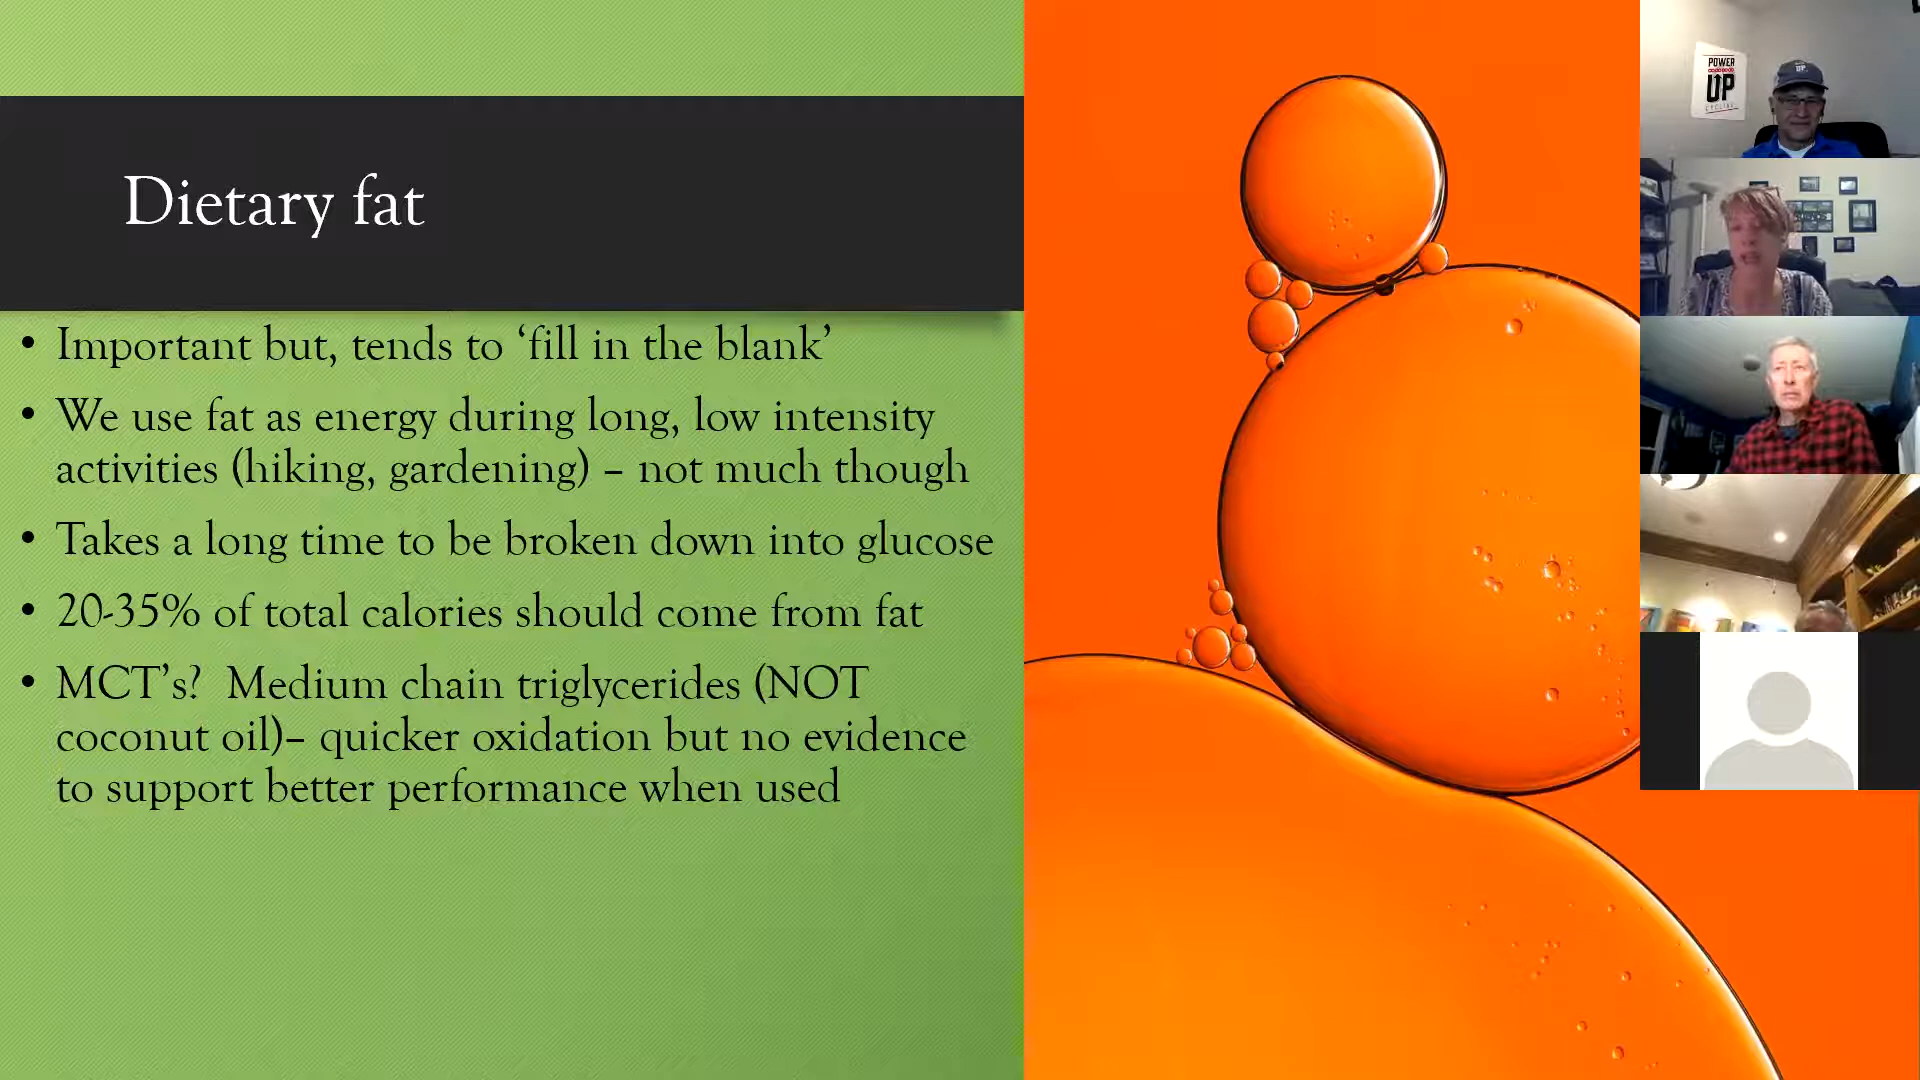 Dietary fat
• Important but, tends to ‘fill in the blank’
• We use fat as energy during long, low intensity
activities (hiking, gardening) – not much though
• Takes a long time to be broken down into glucose
• 20-35% of total calories should come from fat
• MCT’s?  Medium chain triglycerides (NOT
coconut oil)– quicker oxidation but no evidence
to support better performance when used
POWER
UP
UP